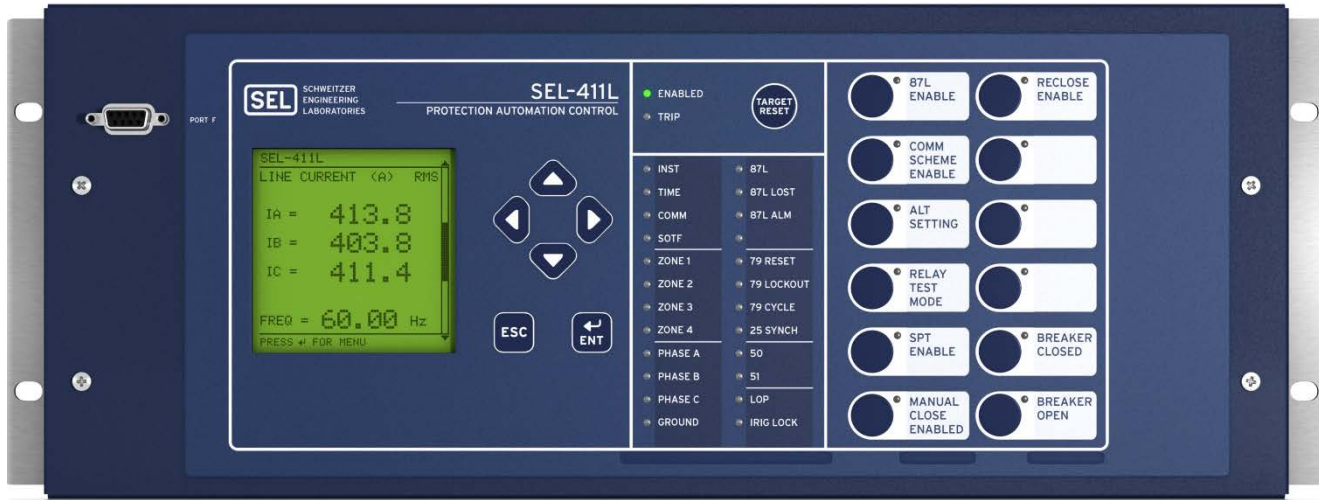 PORT F
SEL
SCHWEITZER
ENGINEERING
LABORATORIES
SEL-411L
PROTECTION AUTOMATION CONTROL
SEL-411L
LINE CURRENT (A) RMS
IA = 413.8
IB = 403.8
IC = 411.4
FREQ = 60.00 Hz
PRESS ↵ FOR MENU
ESC
ENT
ENABLED
TRIP
TARGET
RESET
INST
TIME
COMM
SOTF
ZONE 1
ZONE 2
ZONE 3
ZONE 4
PHASE A
PHASE B
PHASE C
GROUND
87L
87L LOST
87L ALM
79 RESET
79 LOCKOUT
79 CYCLE
25 SYNCH
50
51
LOP
IRIG LOCK
87L
ENABLE
COMM
SCHEME
ENABLE
ALT
SETTING
RELAY
TEST
MODE
SPT
ENABLE
MANUAL
CLOSE
ENABLED
RECLOSE
ENABLE
BREAKER
CLOSED
BREAKER
OPEN